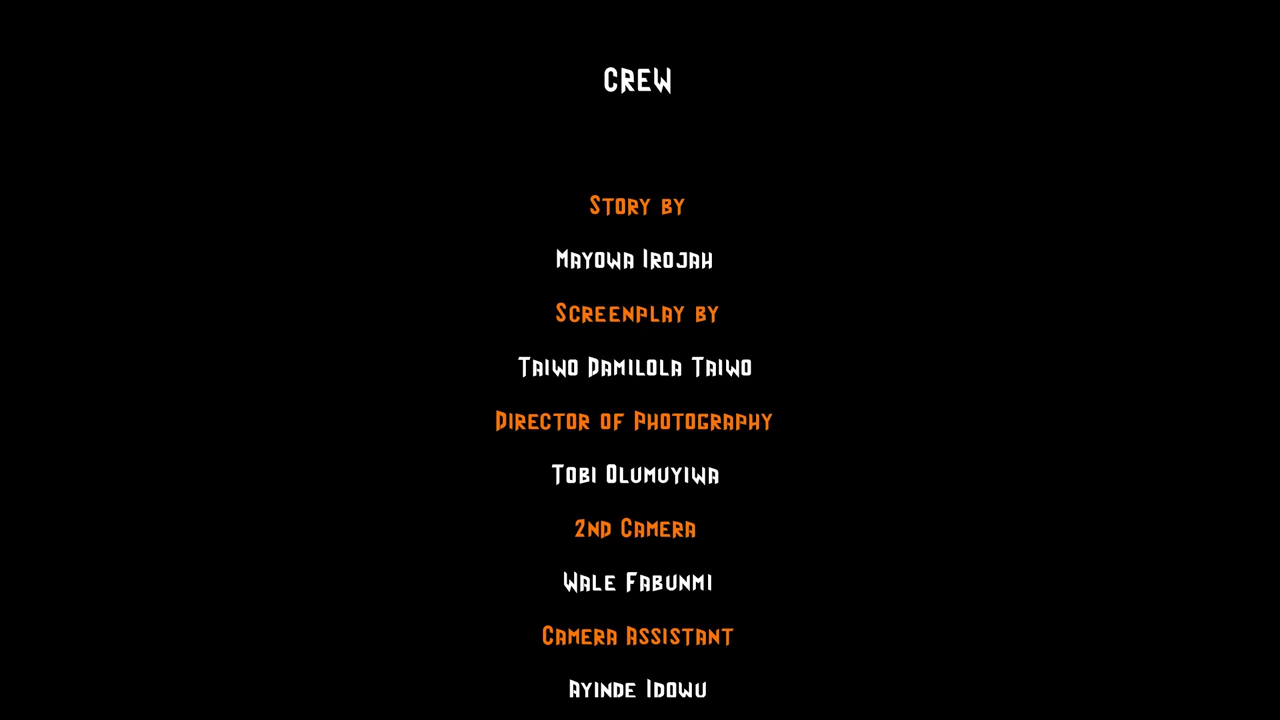 CREW
Story by
Mayowa Irojah
Screenplay by
Taiwo Damilola Taiwo
Director of Photography
Tobi Olumuyiwa
2nd Camera
Wale Fabunmi
Camera Assistant
Ayinde Idowu